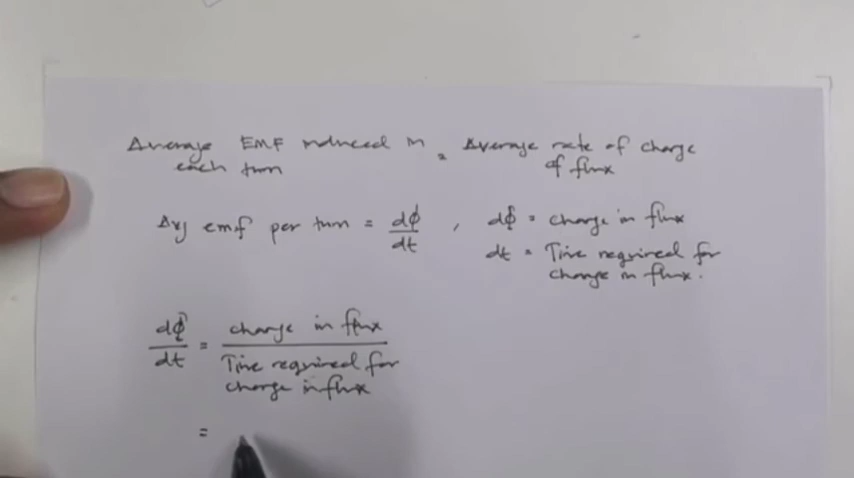 Average EMF induced in = Average rate of change
each turn of flux
Avg emf per turn = dϕ/dt , dϕ = change in flux
dt = Time required for
change in flux.
dϕ/dt = change in flux / Time required for
change in flux
=